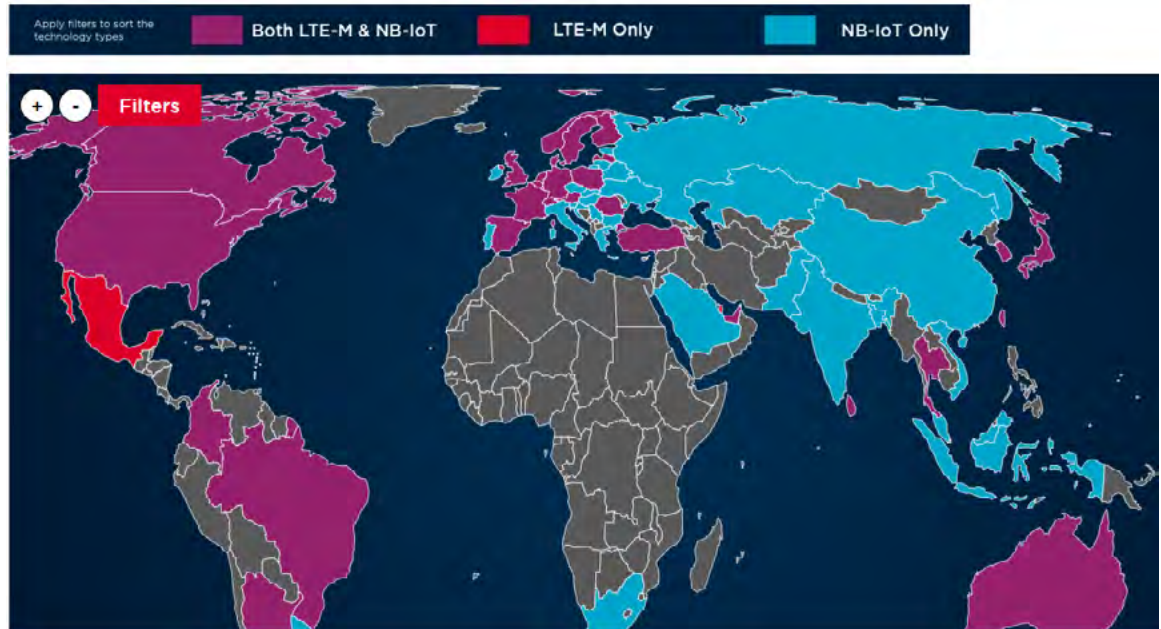 Apply filters to sort the
technology types
Both LTE-M & NB-IoT
LTE-M Only
NB-IoT Only
+
-
Filters